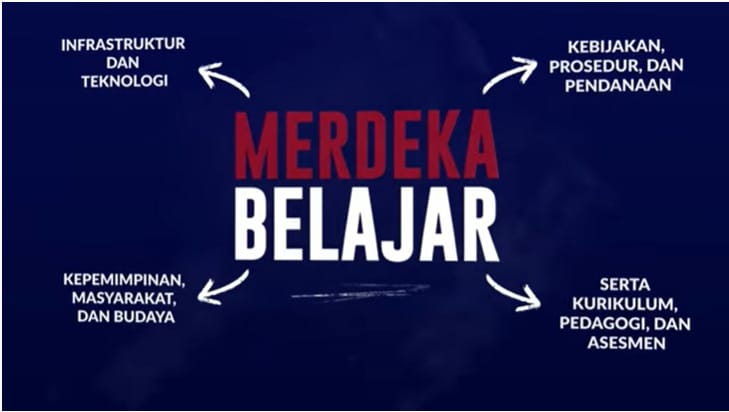 INFRASTRUKTUR
DAN
TEKNOLOGI
KEBIJAKAN,
PROSEDUR, DAN
PENDANAAN
MERDEKA
BELAJAR
KEPEMIMPINAN,
MASYARAKAT,
DAN BUDAYA
SERTA
KURIKULUM,
PEDAGOGI, DAN
ASESMEN